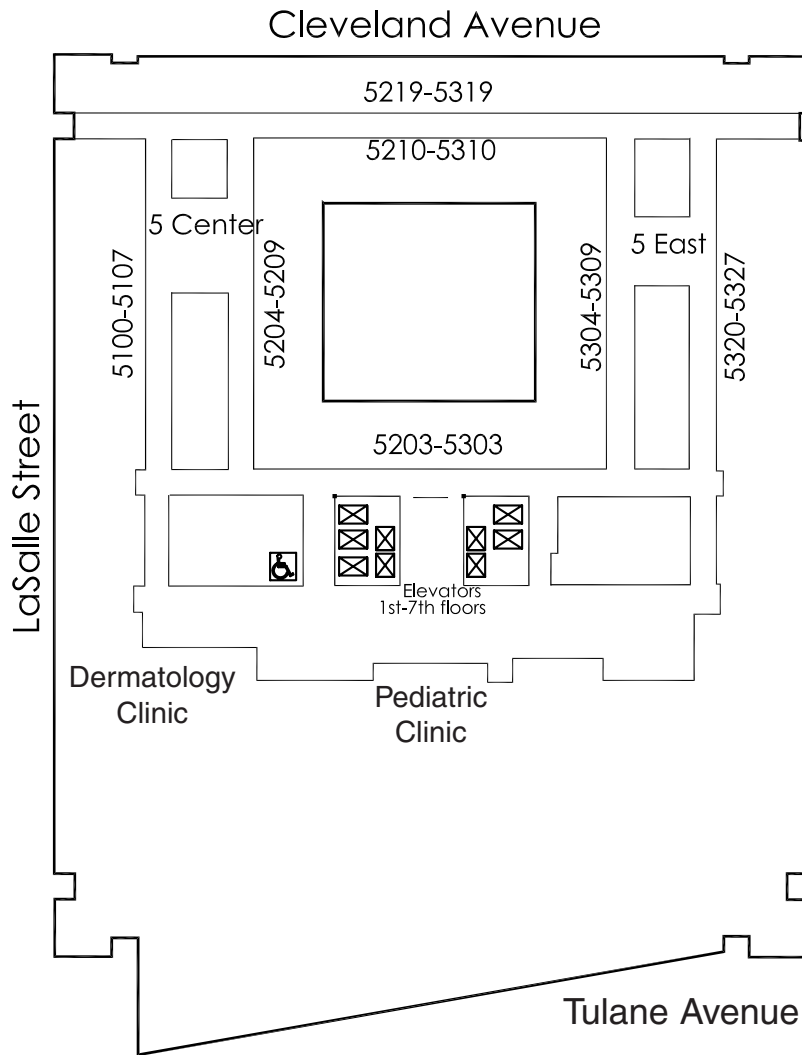 Cleveland Avenue
5219-5319
5210-5310
5 Center
5 East
5100-5107
5204-5209
5304-5309
5320-5327
5203-5303
LaSalle Street
Elevators
1st-7th floors
Dermatology
Clinic
Pediatric
Clinic
Tulane Avenue